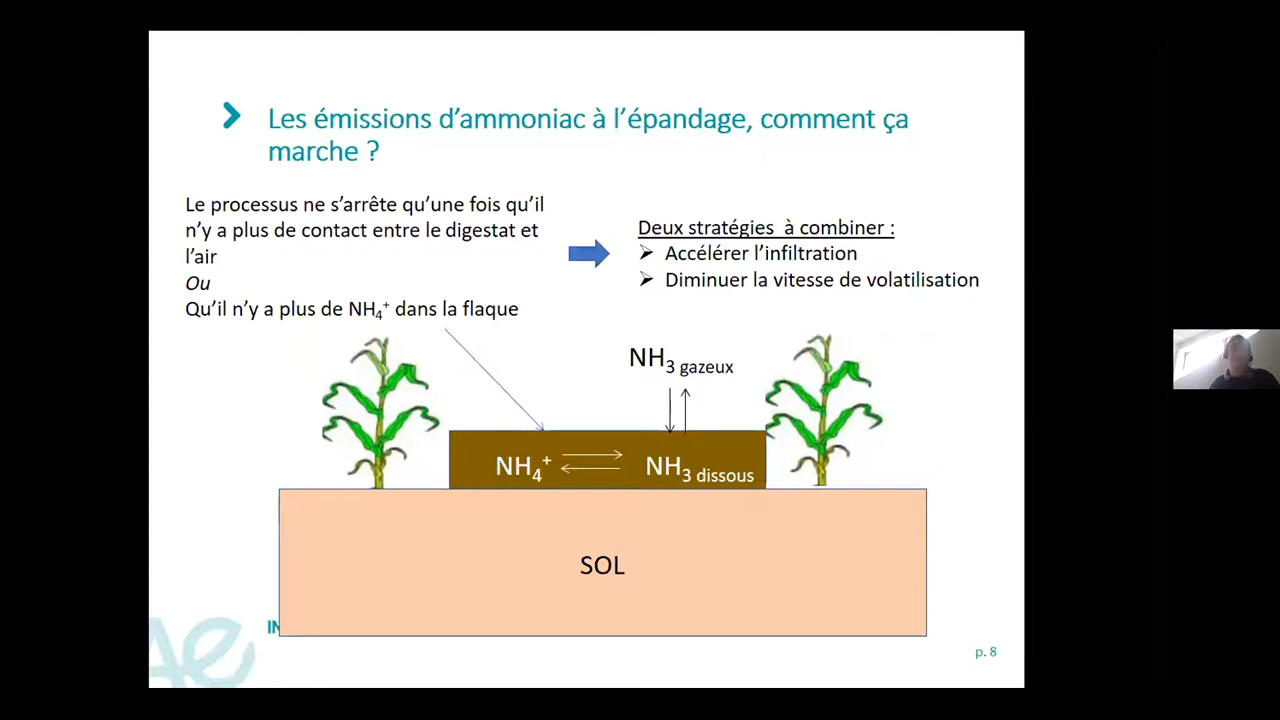 Les émissions d’ammoniac à l’épandage, comment ça
marche ?
Le processus ne s’arrête qu’une fois qu’il
n’y a plus de contact entre le digestat et
l’air
Ou
Qu’il n’y a plus de NH₄⁺ dans la flaque
Deux stratégies à combiner :
Accélérer l’infiltration
Diminuer la vitesse de volatilisation
NH₃ gazeux
NH₄⁺
NH₃ dissous
SOL
p. 8